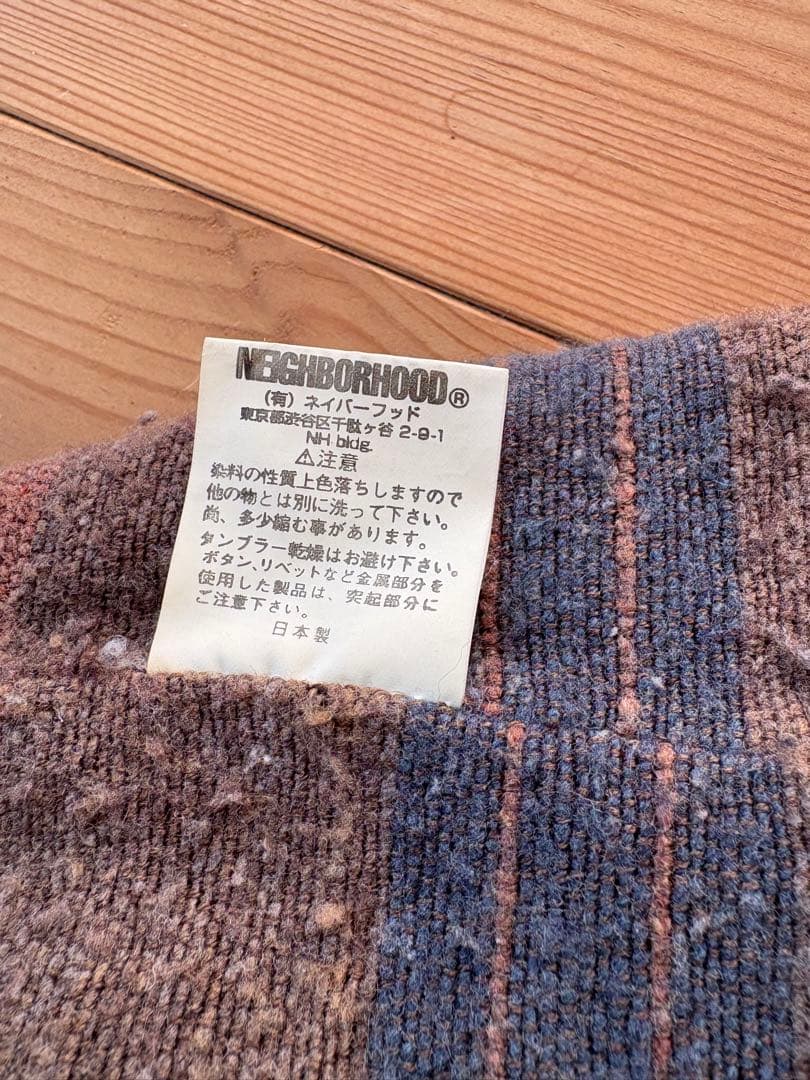 NEIGHBORHOOD®
(有) ネイバーフッド
東京都渋谷区千駄ヶ谷 2-9-1
NH bldg.
⚠注意
染料の性質上色落ちしますので
他の物とは別に洗って下さい。
尚、多少縮む事があります。
タンブラー乾燥はお避け下さい。
ボタン、リベットなど金属部分を
使用した製品は、突起部分に
ご注意下さい。
日本製